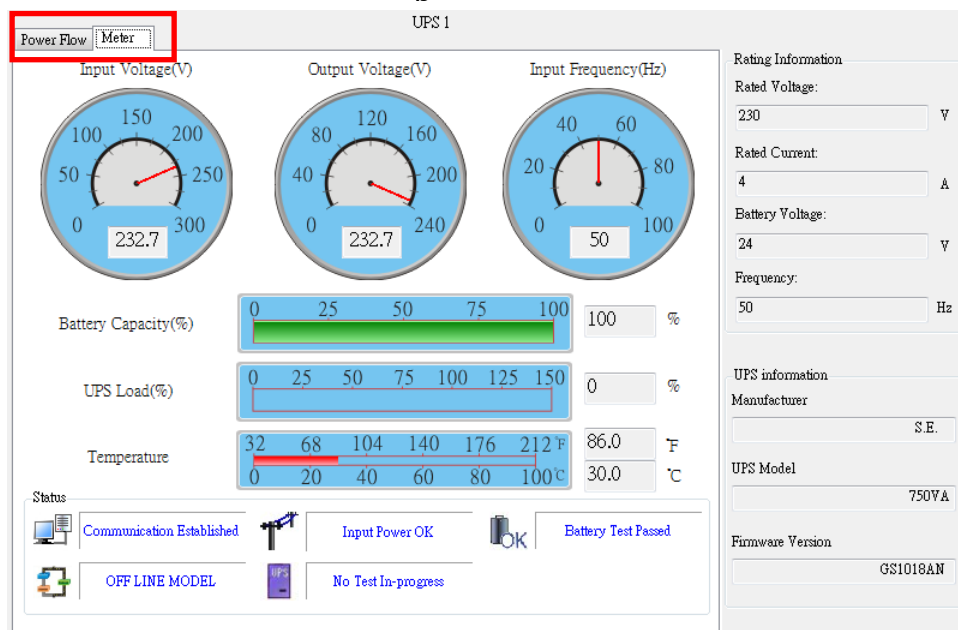 UPS 1
Power Flow Meter
Input Voltage(V) Output Voltage(V) Input Frequency(Hz)
0 50 100 150 200 250 300
232.7
0 40 80 120 160 200 240
232.7
0 20 40 60 80 100
50
Battery Capacity(%)
0 25 50 75 100
100 %
UPS Load(%)
0 25 50 75 100 125 150
0 %
Temperature
32 68 104 140 176 212 °F
0 20 40 60 80 100 °C
86.0 °F
30.0 °C
Status
Communication Established
Input Power OK
OK
Battery Test Passed
OFF LINE MODEL
UPS
No Test In-progress
Rating Information
Rated Voltage:
230 V
Rated Current:
4 A
Battery Voltage:
24 V
Frequency:
50 Hz
UPS information
Manufacturer
S.E.
UPS Model
750VA
Firmware Version
GS1018AN